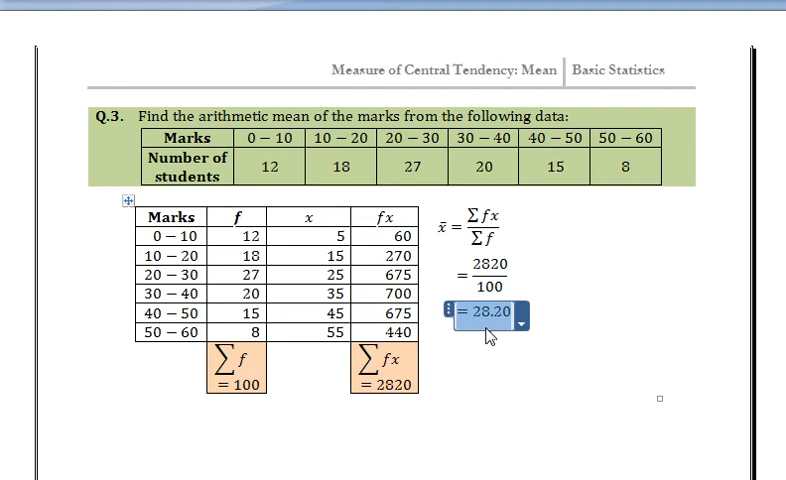 Measure of Central Tendency: Mean | Basic Statistics
Q.3. Find the arithmetic mean of the marks from the following data:
Marks 0 – 10 10 – 20 20 – 30 30 – 40 40 – 50 50 – 60
Number of students 12 18 27 20 15 8
Marks f x fx
0 – 10 12 5 60
10 – 20 18 15 270
20 – 30 27 25 675
30 – 40 20 35 700
40 – 50 15 45 675
50 – 60 8 55 440
∑ f = 100 ∑ fx = 2820
x̄ = ∑ fx / ∑ f
= 2820 / 100
= 28.20